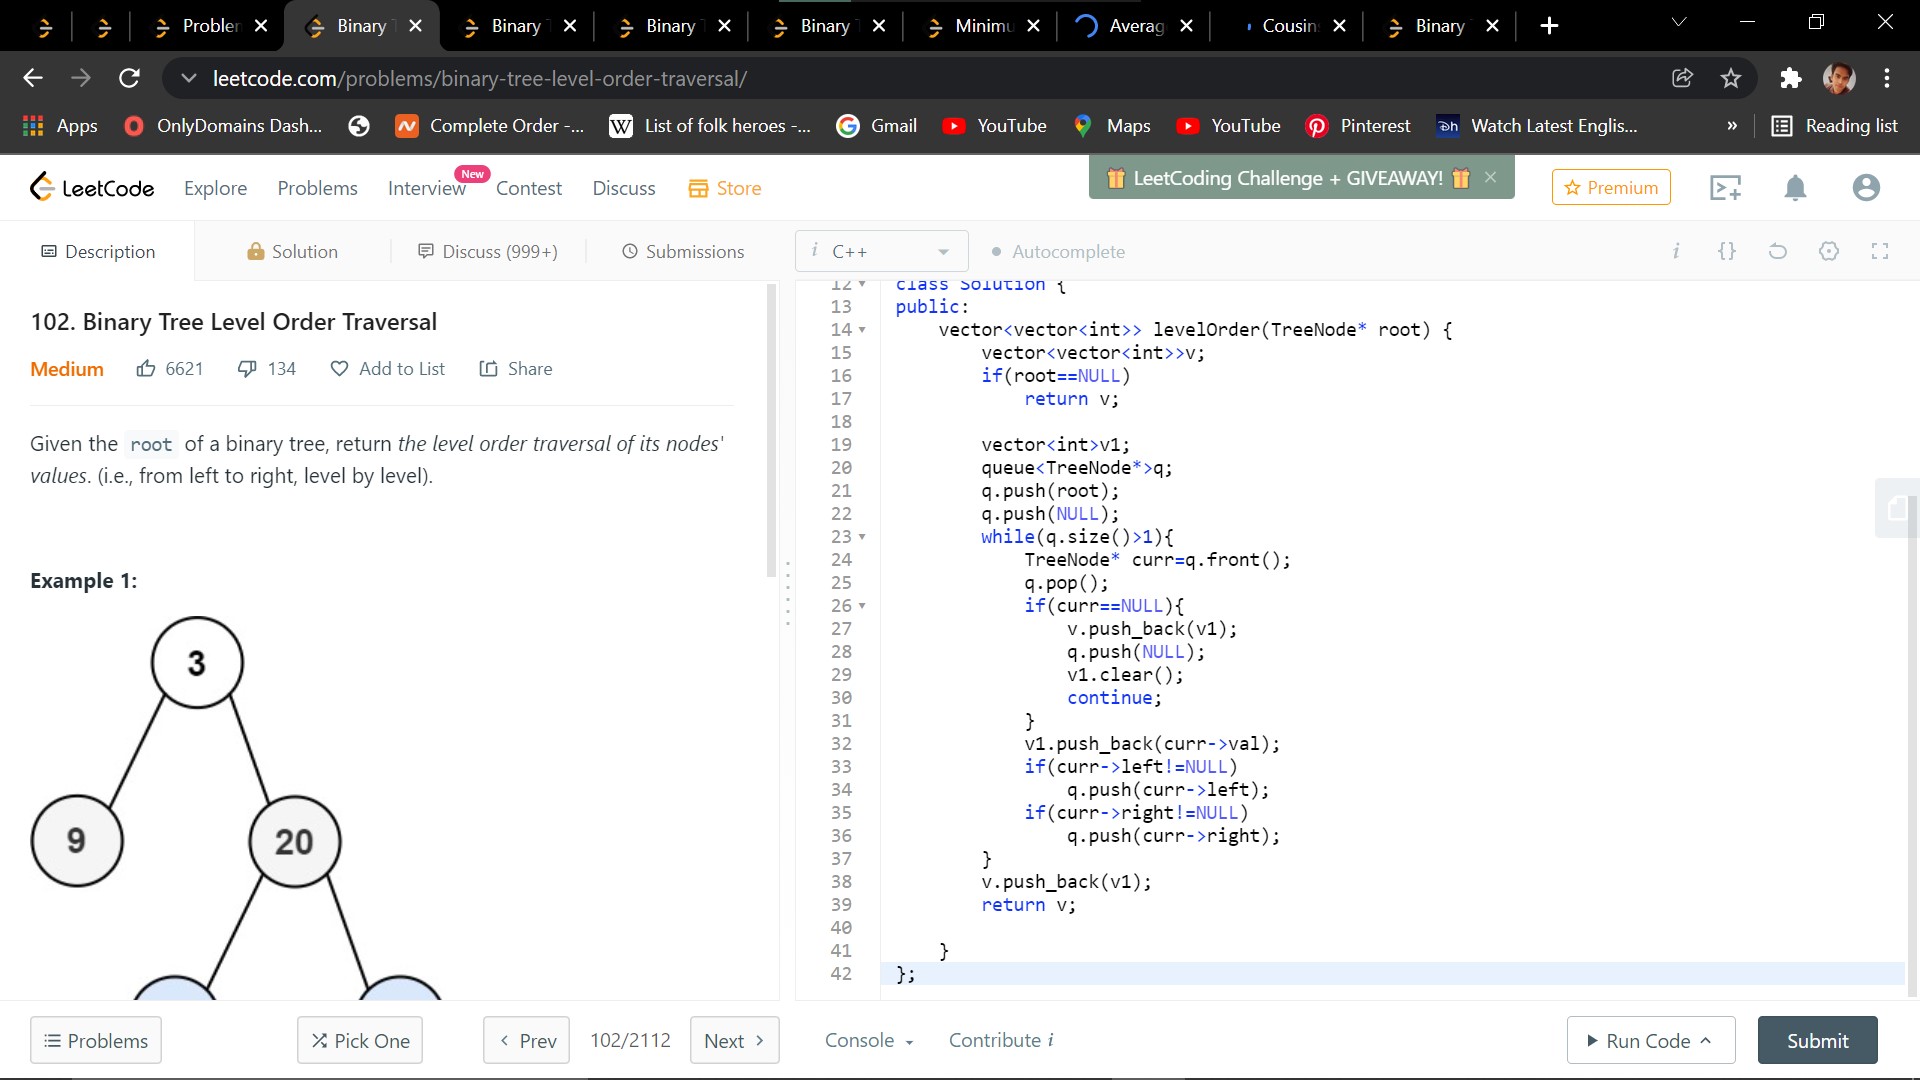 Problem
Binary T
Binary T
Binary T
Binary T
Minimu
Averag
Cousin
Binary
leetcode.com/problems/binary-tree-level-order-traversal/
Apps
OnlyDomains Dash...
Complete Order -...
W List of folk heroes -...
G Gmail
YouTube
Maps
YouTube
Pinterest
Dh Watch Latest Englis...
»
Reading list
LeetCode
Explore
Problems
Interview
New
Contest
Discuss
Store
LeetCoding Challenge + GIVEAWAY!
Premium
Description
Solution
Discuss (999+)
Submissions
i C++
Autocomplete
i {}
102. Binary Tree Level Order Traversal
Medium 6621 134 Add to List Share
Given the root of a binary tree, return the level order traversal of its nodes'
values. (i.e., from left to right, level by level).
Example 1:
3
9
20
12 class Solution {
13 public:
14 vector<vector<int>> levelOrder(TreeNode* root) {
15 vector<vector<int>>v;
16 if(root==NULL)
17 return v;
18
19 vector<int>v1;
20 queue<TreeNode*>q;
21 q.push(root);
22 q.push(NULL);
23 while(q.size()>1){
24 TreeNode* curr=q.front();
25 q.pop();
26 if(curr==NULL){
27 v.push_back(v1);
28 q.push(NULL);
29 v1.clear();
30 continue;
31 }
32 v1.push_back(curr->val);
33 if(curr->left!=NULL)
34 q.push(curr->left);
35 if(curr->right!=NULL)
36 q.push(curr->right);
37 }
38 v.push_back(v1);
39 return v;
40
41 }
42 };
Problems
Pick One
< Prev
102/2112
Next >
Console
Contribute i
Run Code
Submit